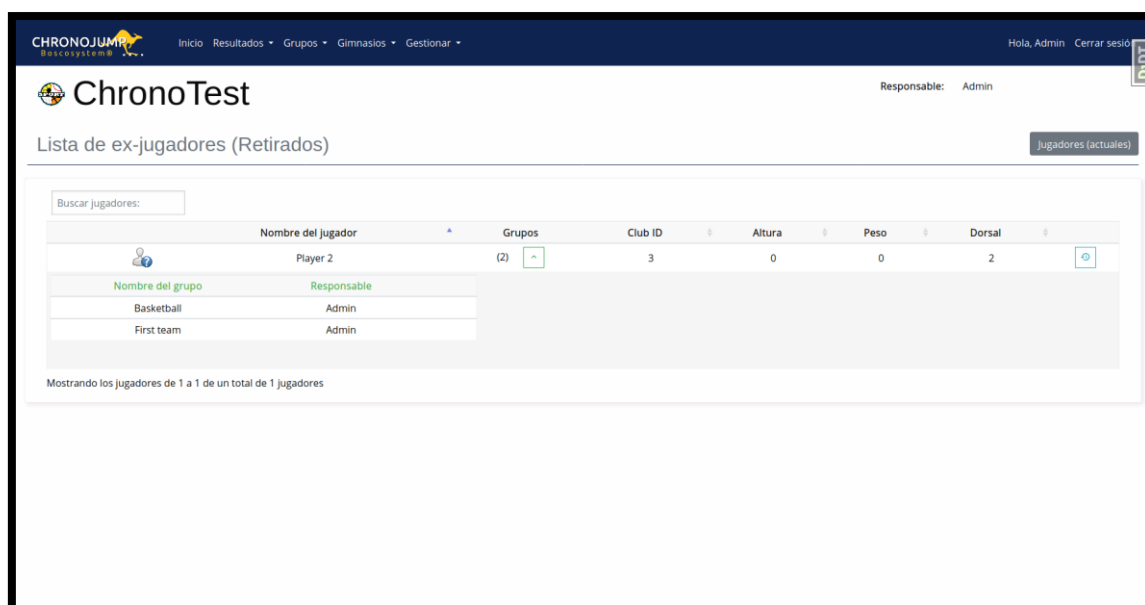 CHRONOJUMP
Boscosystem®
Inicio Resultados Grupos Gimnasios Gestionar
Hola, Admin Cerrar sesió
DjDT
SPORT
ChronoTest
Responsable: Admin
Lista de ex-jugadores (Retirados)
Jugadores (actuales)
Buscar jugadores:
Nombre del jugador Grupos Club ID Altura Peso Dorsal
Player 2 (2) 3 0 0 2
Nombre del grupo Responsable
Basketball Admin
First team Admin
Mostrando los jugadores de 1 a 1 de un total de 1 jugadores